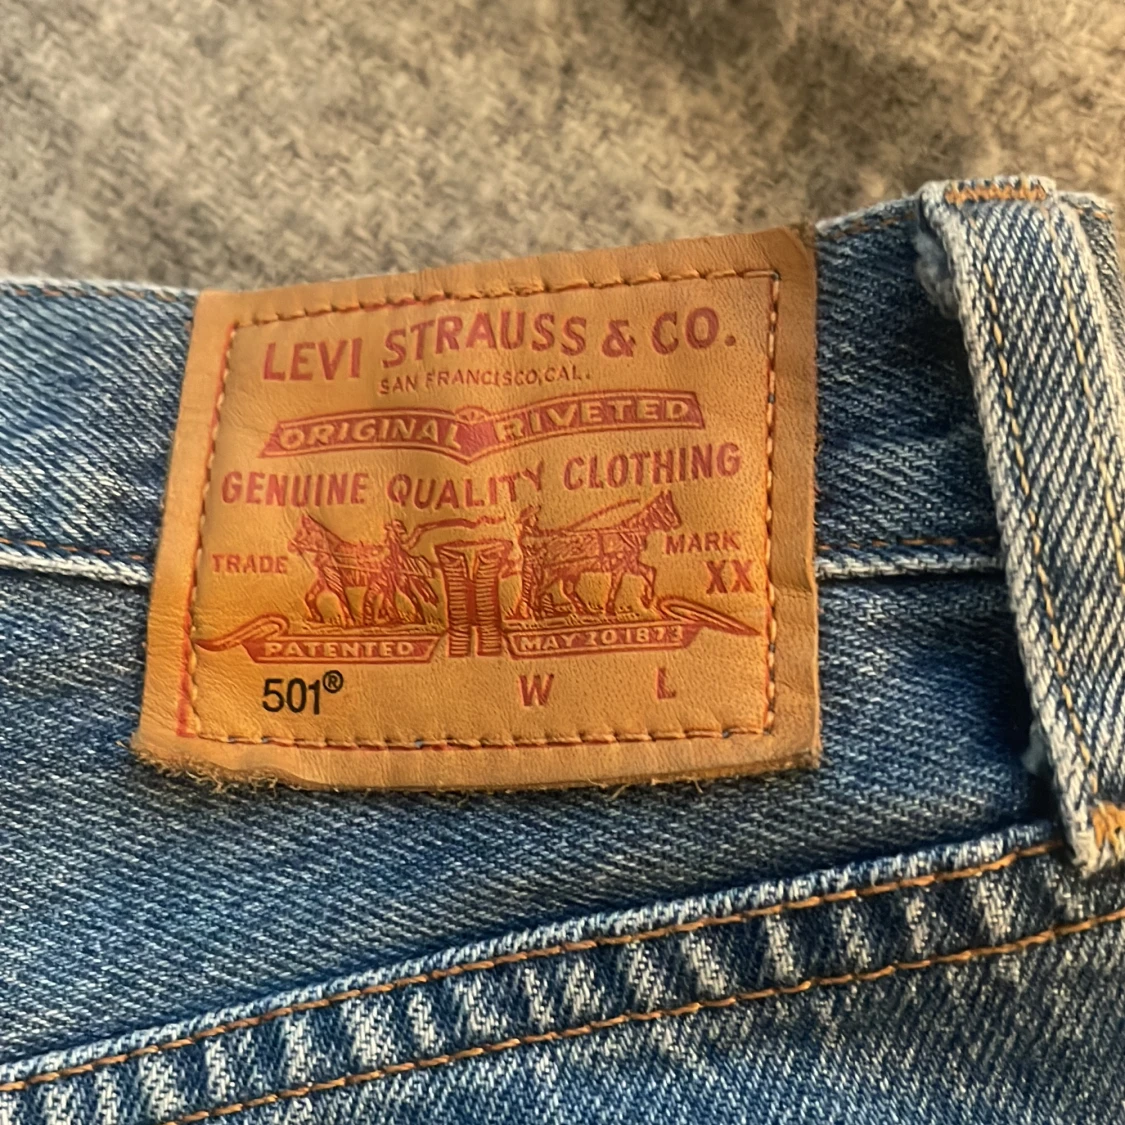 LEVI STRAUSS & CO.
SAN FRANCISCO, CAL.
ORIGINAL RIVETED
GENUINE QUALITY CLOTHING
TRADE MARK
XX
PATENTED MAY 20 1873
501® W L